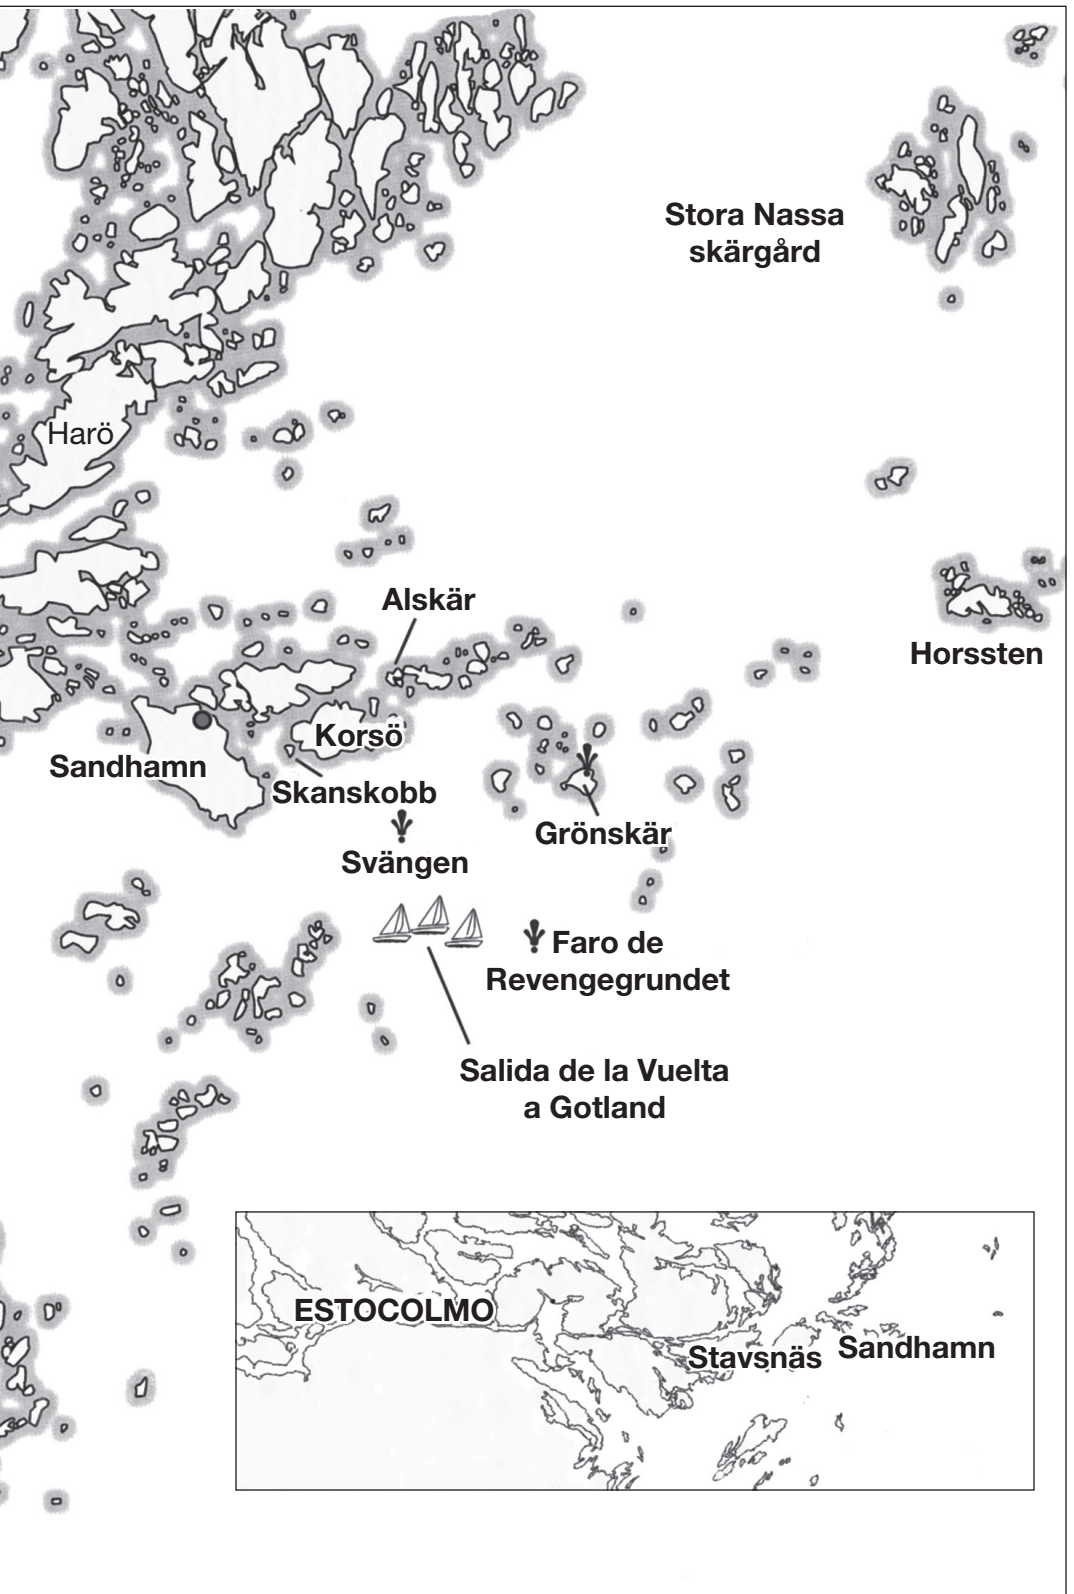 Stora Nassa
skärgård
Harö
Alskär
Horssten
Korsö
Sandhamn
Skanskobb
Grönskär
Svängen
Faro de
Revengegrundet
Salida de la Vuelta
a Gotland
ESTOCOLMO
Stavsnäs
Sandhamn